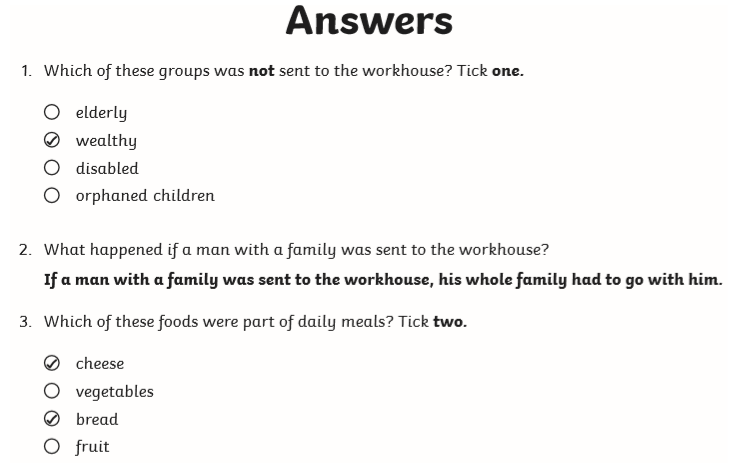 Answers
1. Which of these groups was not sent to the workhouse? Tick one.
elderly
wealthy
disabled
orphaned children
2. What happened if a man with a family was sent to the workhouse?
If a man with a family was sent to the workhouse, his whole family had to go with him.
3. Which of these foods were part of daily meals? Tick two.
cheese
vegetables
bread
fruit